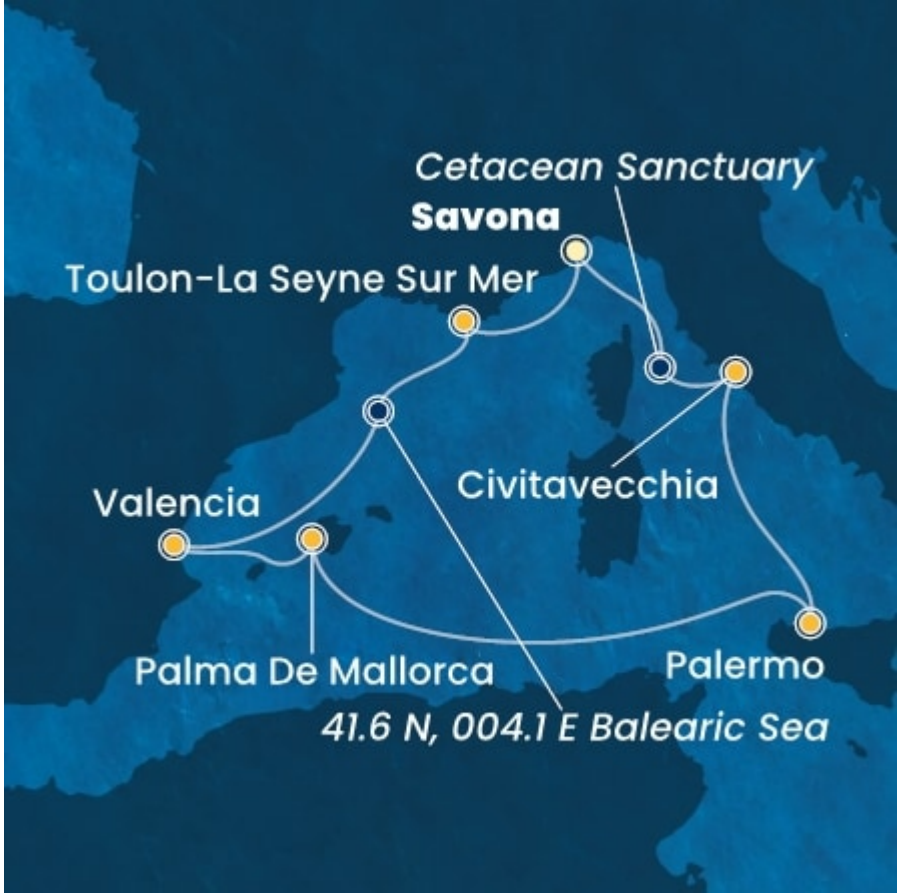 Cetacean Sanctuary
Savona
Toulon-La Seyne Sur Mer
Civitavecchia
Valencia
Palma De Mallorca
Palermo
41.6 N, 004.1 E Balearic Sea